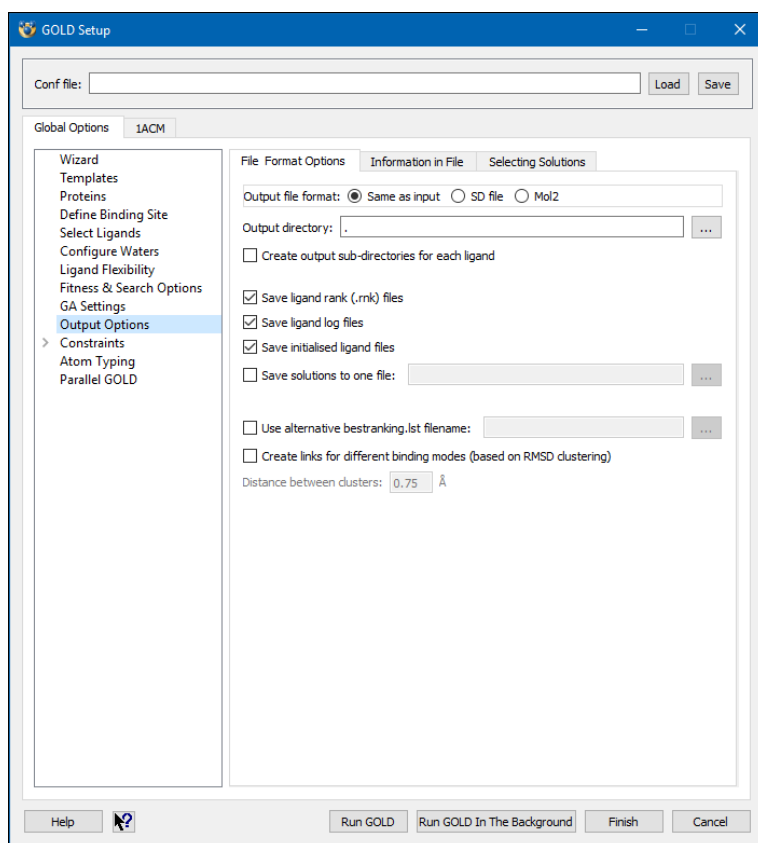 GOLD Setup
Conf file: Load Save
Global Options 1ACM
Wizard
Templates
Proteins
Define Binding Site
Select Ligands
Configure Waters
Ligand Flexibility
Fitness & Search Options
GA Settings
Output Options
Constraints
Atom Typing
Parallel GOLD
File Format Options Information in File Selecting Solutions
Output file format: Same as input SD file Mol2
Output directory: . ...
Create output sub-directories for each ligand
Save ligand rank (.rnk) files
Save ligand log files
Save initialised ligand files
Save solutions to one file: ...
Use alternative bestranking.lst filename: ...
Create links for different binding modes (based on RMSD clustering)
Distance between clusters: 0.75 Å
Help ? Run GOLD Run GOLD In The Background Finish Cancel